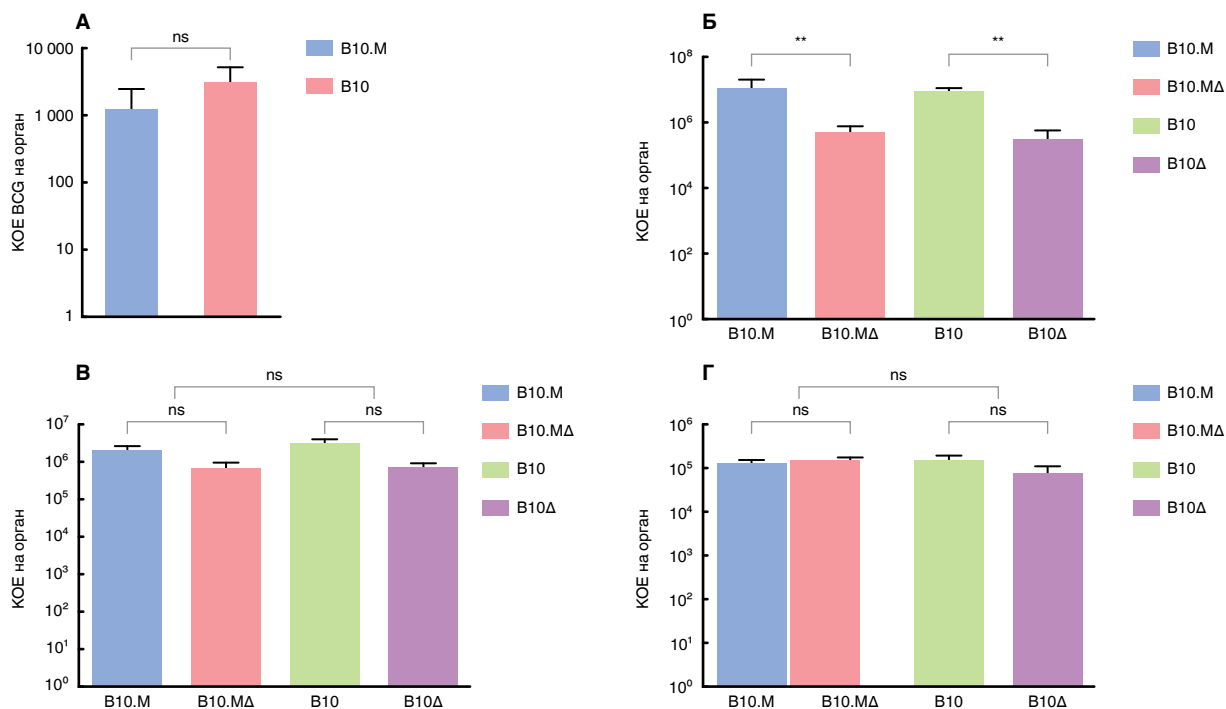 А
КОЕ BCG на орган
10 000
1 000
100
10
1
ns
B10.M
B10
Б
КОЕ на орган
10⁸
10⁶
10⁴
10²
10⁰
**
**
B10.M
B10.MΔ
B10
B10Δ
B10.M
B10.MΔ
B10
B10Δ
В
КОЕ на орган
10⁷
10⁶
10⁵
10⁴
10³
10²
10¹
10⁰
ns
ns
ns
B10.M
B10.MΔ
B10
B10Δ
B10.M
B10.MΔ
B10
B10Δ
Г
КОЕ на орган
10⁶
10⁵
10⁴
10³
10²
10¹
10⁰
ns
ns
ns
B10.M
B10.MΔ
B10
B10Δ
B10.M
B10.MΔ
B10
B10Δ